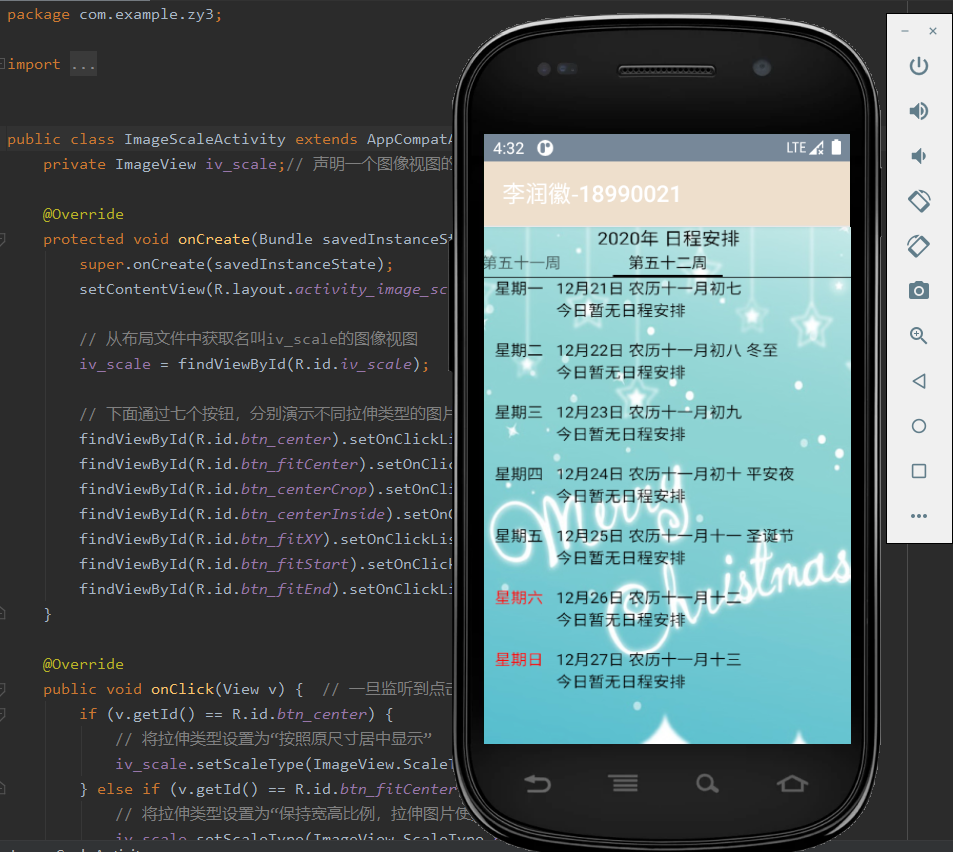 package com.example.zy3;
import ...
public class ImageScaleActivity extends AppCompatA
private ImageView iv_scale;// 声明一个图像视图的
@Override
protected void onCreate(Bundle savedInstanceSt
super.onCreate(savedInstanceState);
setContentView(R.layout.activity_image_sc
// 从布局文件中获取名叫iv_scale的图像视图
iv_scale = findViewById(R.id.iv_scale);
// 下面通过七个按钮，分别演示不同拉伸类型的图片
findViewById(R.id.btn_center).setOnClickLi
findViewById(R.id.btn_fitCenter).setOnClic
findViewById(R.id.btn_centerCrop).setOnCli
findViewById(R.id.btn_centerInside).setOnC
findViewById(R.id.btn_fitXY).setOnClickLis
findViewById(R.id.btn_fitStart).setOnClick
findViewById(R.id.btn_fitEnd).setOnClickLi
}
@Override
public void onClick(View v) { // 一旦监听到点击
if (v.getId() == R.id.btn_center) {
// 将拉伸类型设置为“按照原尺寸居中显示”
iv_scale.setScaleType(ImageView.ScaleT
} else if (v.getId() == R.id.btn_fitCenter
// 将拉伸类型设置为“保持宽高比例，拉伸图片使
iv_scale.setScaleType(ImageView.ScaleType
4:32
LTE
李润徽-18990021
2020年 日程安排
第五十一周 第五十二周
星期一 12月21日 农历十一月初七
今日暂无日程安排
星期二 12月22日 农历十一月初八 冬至
今日暂无日程安排
星期三 12月23日 农历十一月初九
今日暂无日程安排
星期四 12月24日 农历十一月初十 平安夜
今日暂无日程安排
星期五 12月25日 农历十一月十一 圣诞节
今日暂无日程安排
星期六 12月26日 农历十一月十二
今日暂无日程安排
星期日 12月27日 农历十一月十三
今日暂无日程安排
Merry
Christmas